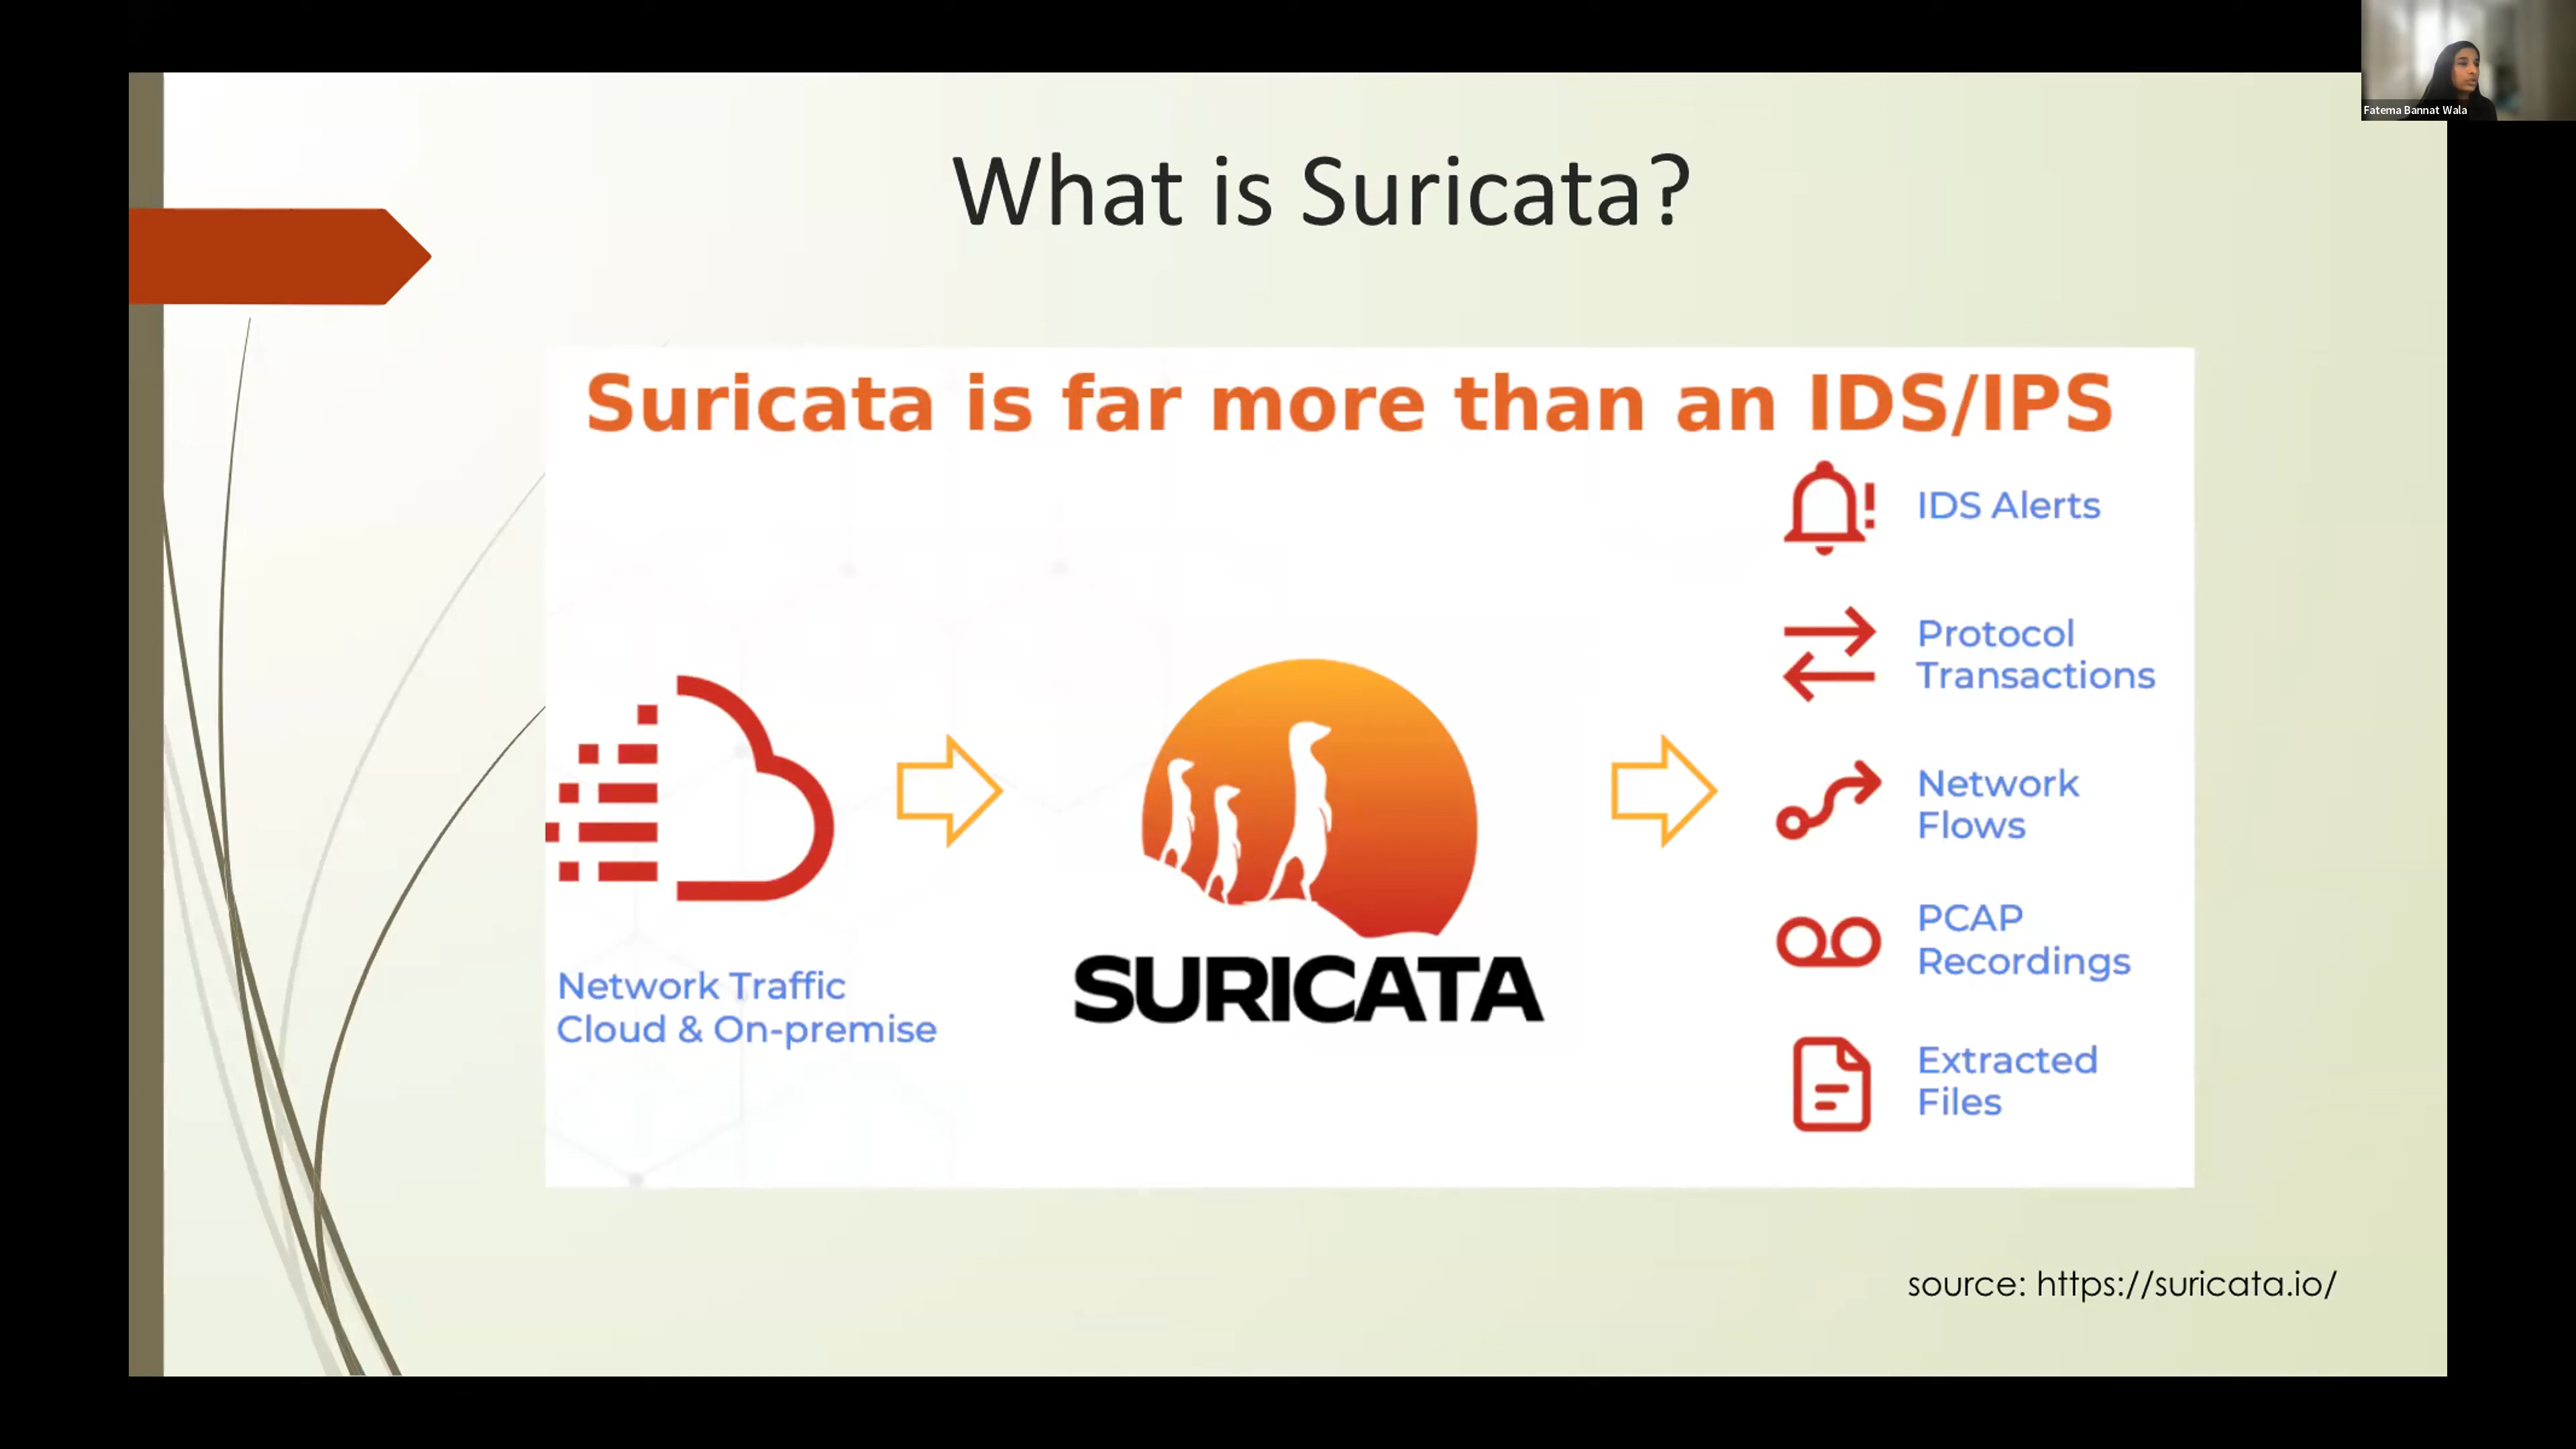 Fatema Bannat Wala
What is Suricata?
Suricata is far more than an IDS/IPS
IDS Alerts
Protocol
Transactions
Network
Flows
PCAP
Recordings
Extracted
Files
Network Traffic
Cloud & On-premise
SURICATA
source: https://suricata.io/